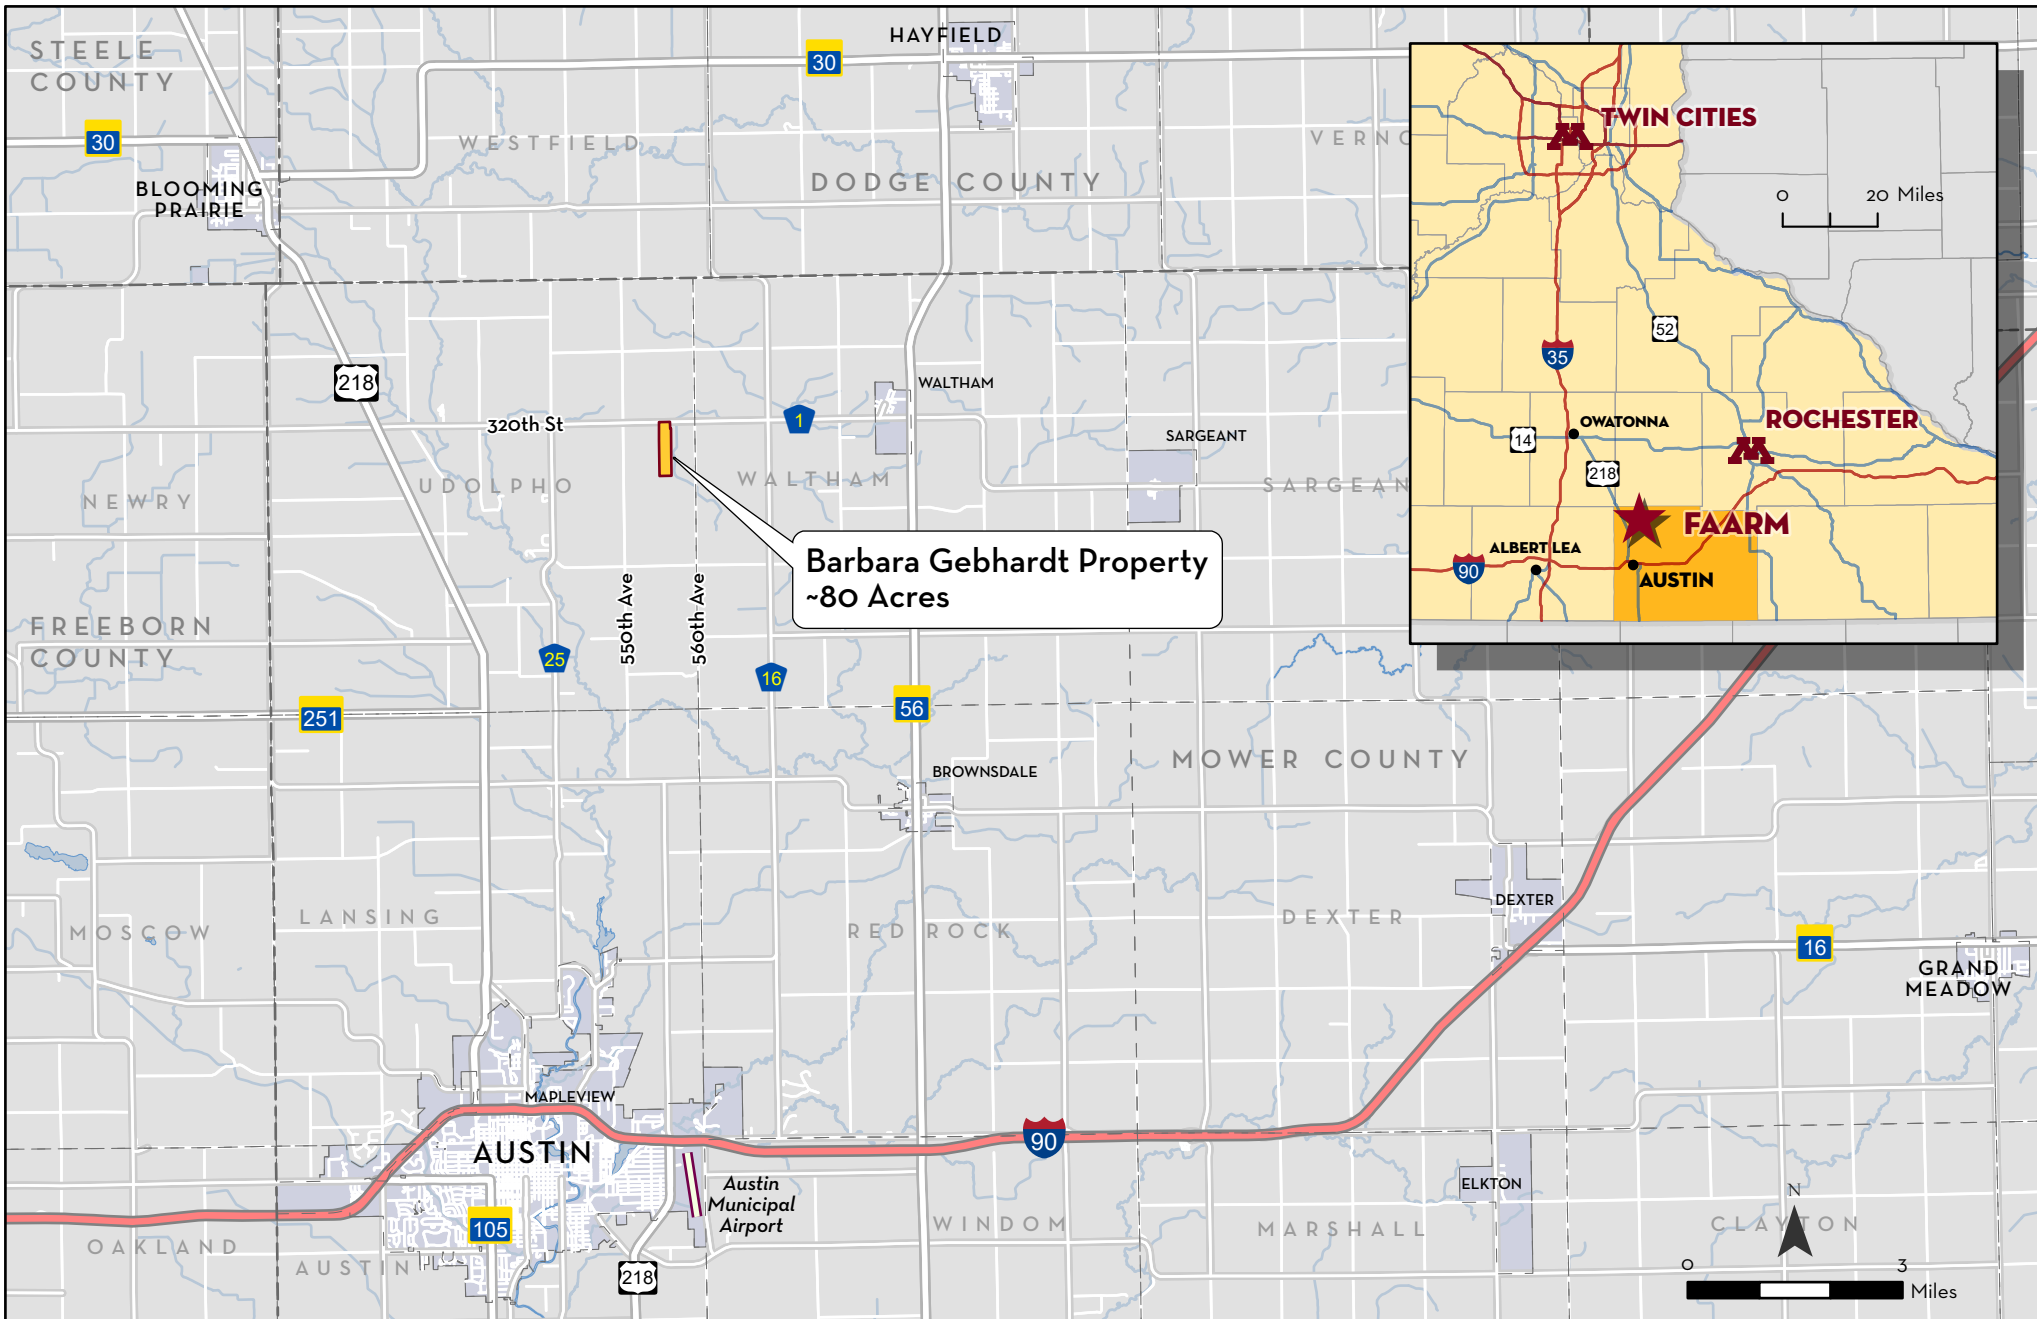 STEELE
COUNTY
HAYFIELD
30
30
WESTFIELD
VERNO
BLOOMING
PRAIRIE
DODGE COUNTY
218
WALTHAM
320th St
1
SARGEANT
NEWRY
UDOLPHO
WALTHAM
SARGEAN
Barbara Gebhardt Property
~80 Acres
550th Ave
560th Ave
FREEBORN
COUNTY
25
16
251
56
MOWER COUNTY
BROWNSDALE
DEXTER
LANSING
MOSCOW
RED ROCK
DEXTER
16
GRAND
MEADOW
MAPLEVIEW
AUSTIN
90
Austin
Municipal
Airport
ELKTON
105
OAKLAND
AUSTIN
WINDOM
MARSHALL
CLAYTON
218
N
0 3
Miles
TWIN CITIES
0 20 Miles
52
35
OWATONNA
ROCHESTER
14
218
FAARM
ALBERT LEA
90
AUSTIN